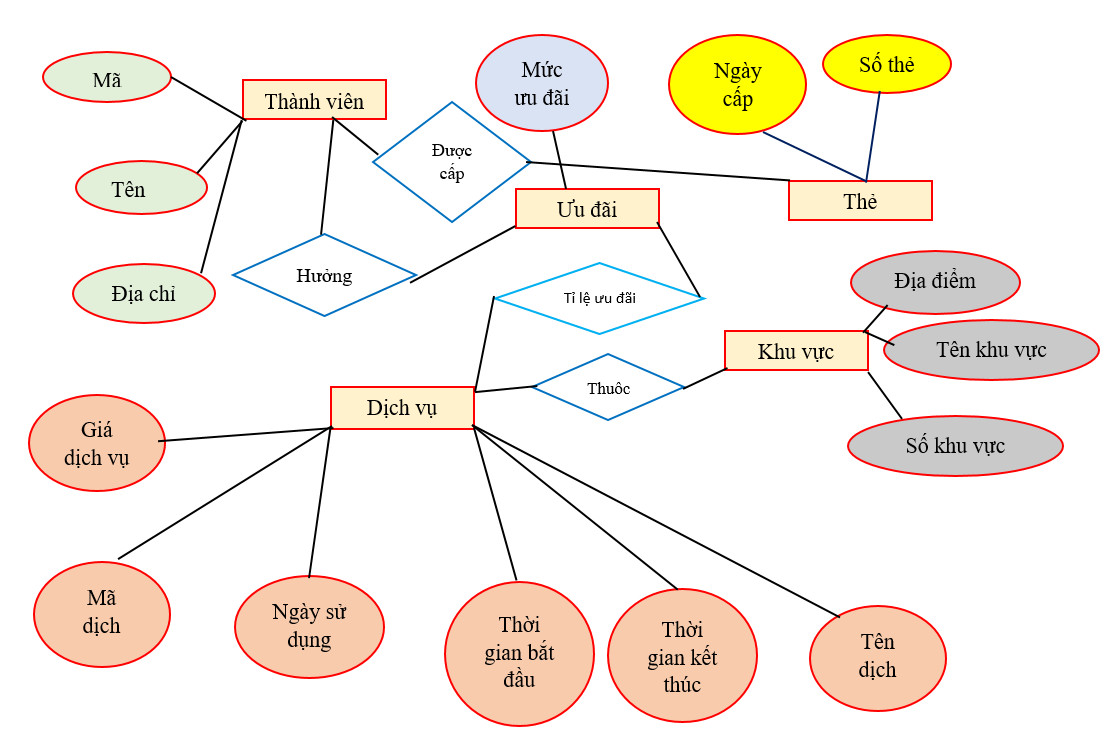 Mã
Thành viên
Mức
ưu đãi
Ngày
cấp
Số thẻ
Được
cấp
Tên
Ưu đãi
Thẻ
Địa chỉ
Hưởng
Tỉ lệ ưu đãi
Địa điểm
Khu vực
Tên khu vực
Thuôc
Dịch vụ
Giá
dịch vụ
Số khu vực
Mã
dịch
Ngày sử
dụng
Thời
gian bắt
đầu
Thời
gian kết
thúc
Tên
dịch